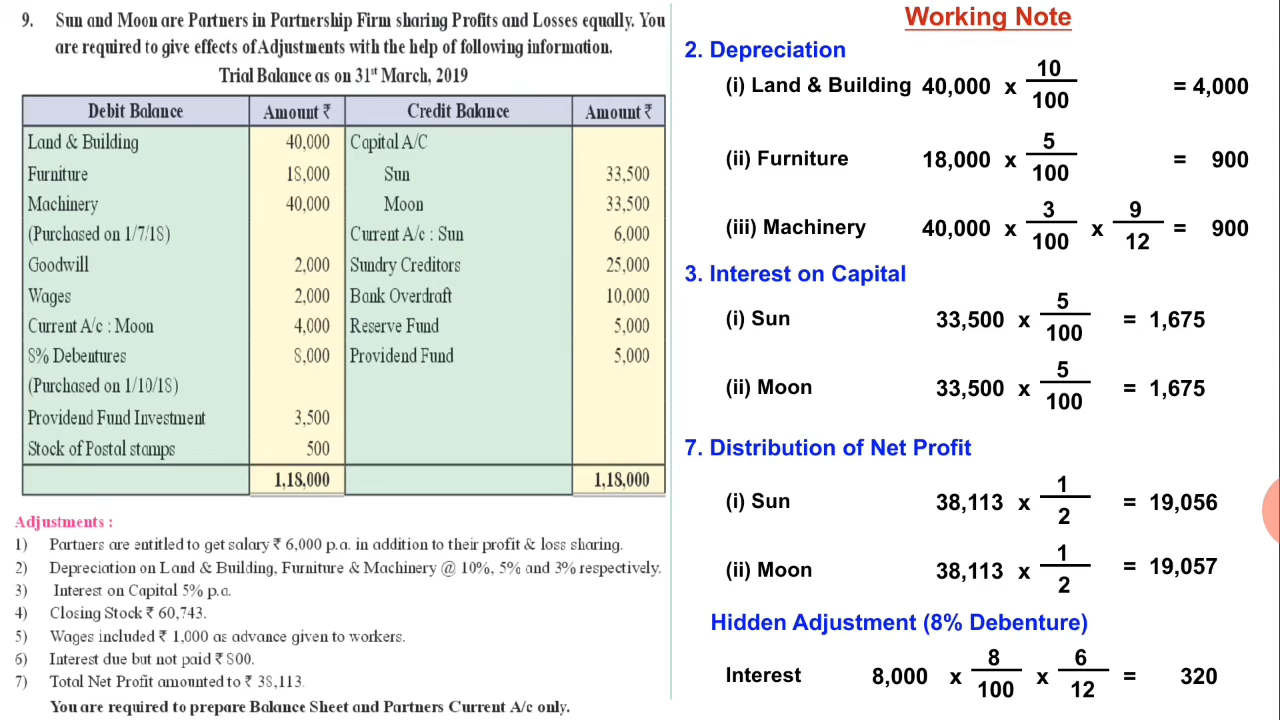 9. Sun and Moon are Partners in Partnership Firm sharing Profits and Losses equally. You
are required to give effects of Adjustments with the help of following information.
Trial Balance as on 31st March, 2019
Debit Balance Amount ₹ Credit Balance Amount ₹
Land & Building 40,000 Capital A/C
Furniture 18,000 Sun 33,500
Machinery 40,000 Moon 33,500
(Purchased on 1/7/18) Current A/c : Sun 6,000
Goodwill 2,000 Sundry Creditors 25,000
Wages 2,000 Bank Overdraft 10,000
Current A/c : Moon 4,000 Reserve Fund 5,000
8% Debentures 8,000 Providend Fund 5,000
(Purchased on 1/10/18)
Providend Fund Investment 3,500
Stock of Postal stamps 500
1,18,000 1,18,000
Adjustments :
1) Partners are entitled to get salary ₹ 6,000 p.a. in addition to their profit & loss sharing.
2) Depreciation on Land & Building, Furniture & Machinery @ 10%, 5% and 3% respectively.
3) Interest on Capital 5% p.a.
4) Closing Stock ₹ 60,743.
5) Wages included ₹ 1,000 as advance given to workers.
6) Interest due but not paid ₹ 800.
7) Total Net Profit amounted to ₹ 38,113.
You are required to prepare Balance Sheet and Partners Current A/c only.
Working Note
2. Depreciation
(i) Land & Building 40,000 x 10/100 = 4,000
(ii) Furniture 18,000 x 5/100 = 900
(iii) Machinery 40,000 x 3/100 x 9/12 = 900
3. Interest on Capital
(i) Sun 33,500 x 5/100 = 1,675
(ii) Moon 33,500 x 5/100 = 1,675
7. Distribution of Net Profit
(i) Sun 38,113 x 1/2 = 19,056
(ii) Moon 38,113 x 1/2 = 19,057
Hidden Adjustment (8% Debenture)
Interest 8,000 x 8/100 x 6/12 = 320